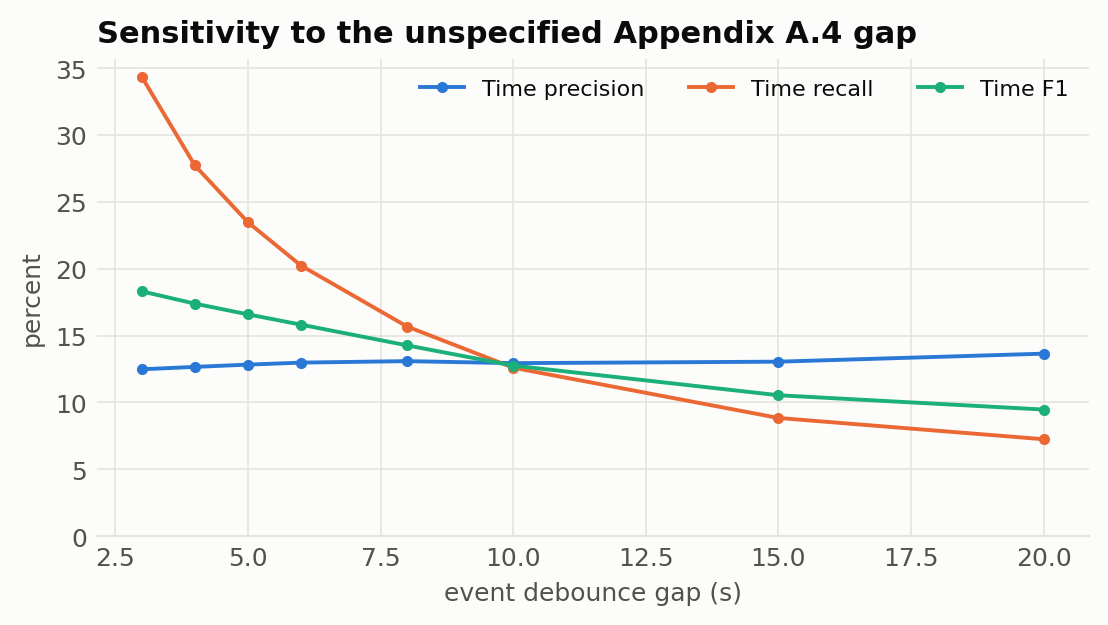 Sensitivity to the unspecified Appendix A.4 gap
Time precision Time recall Time F1
35
30
25
20
15
10
5
0
percent
2.5 5.0 7.5 10.0 12.5 15.0 17.5 20.0
event debounce gap (s)